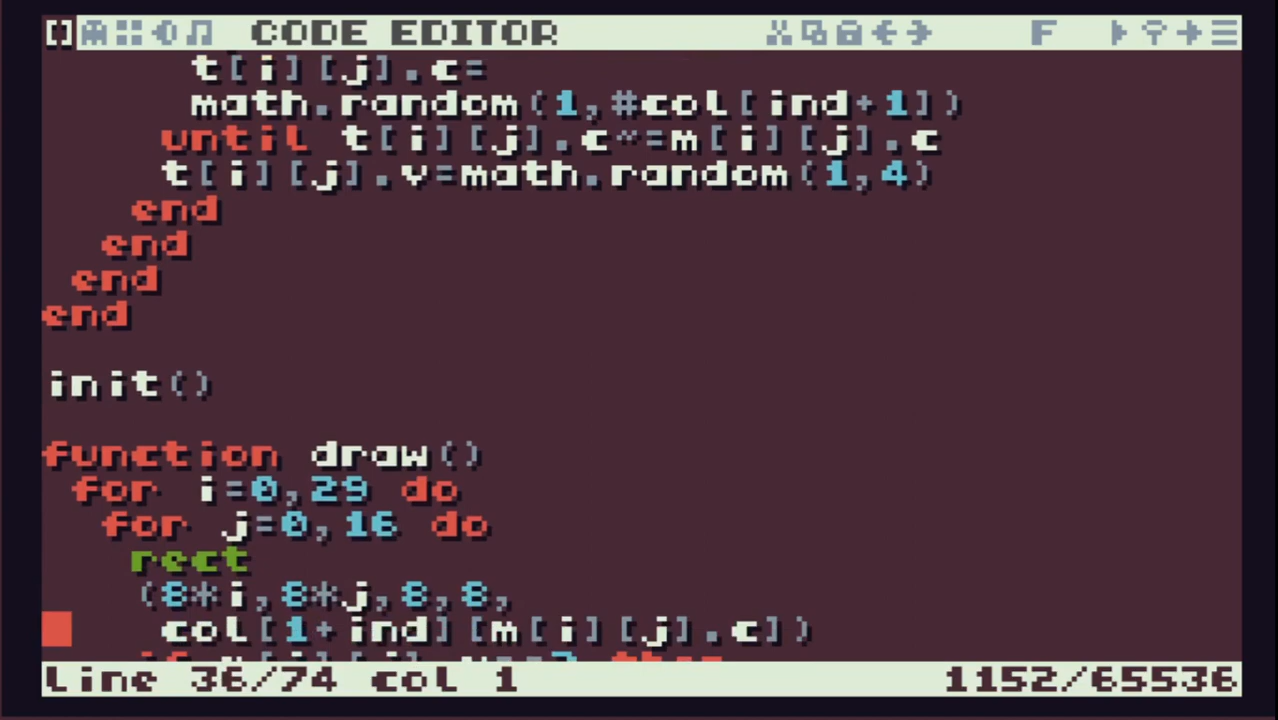 CODE EDITOR F
t[i][j].c=
math.random(1,#col[ind+1])
until t[i][j].c~=m[i][j].c
t[i][j].v=math.random(1,4)
end
end
end
end
init()
function draw()
for i=0,29 do
for j=0,16 do
rect
(8*i,8*j,8,8,
col[1+ind][m[i][j].c])
line 36/74 col 1 1152/65536